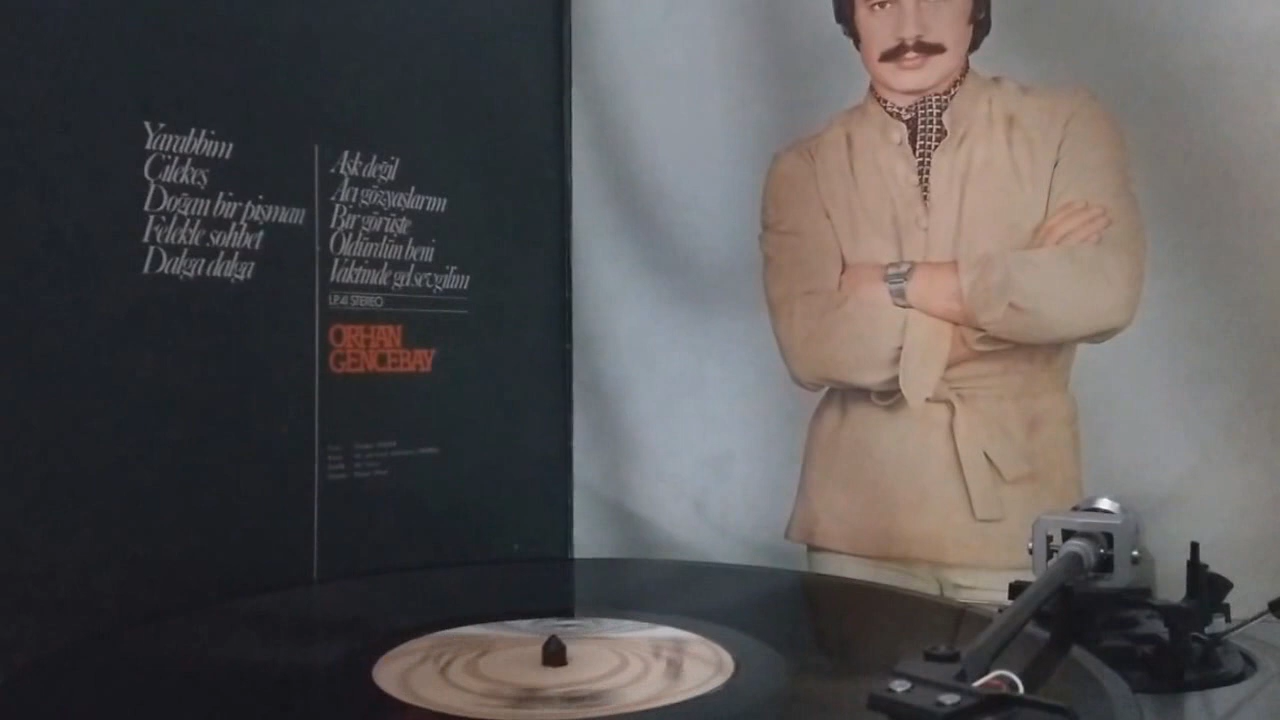 Yarabbim
Çilekeş
Doğan bir pişman
Felekle sohbet
Dalga dalga
Aşk değil
Acı gözyaşlarım
Bir görüşte
Öldürdün beni
Vaktinde gel sevgilim
LP.41 STEREO
ORHAN
GENCEBAY